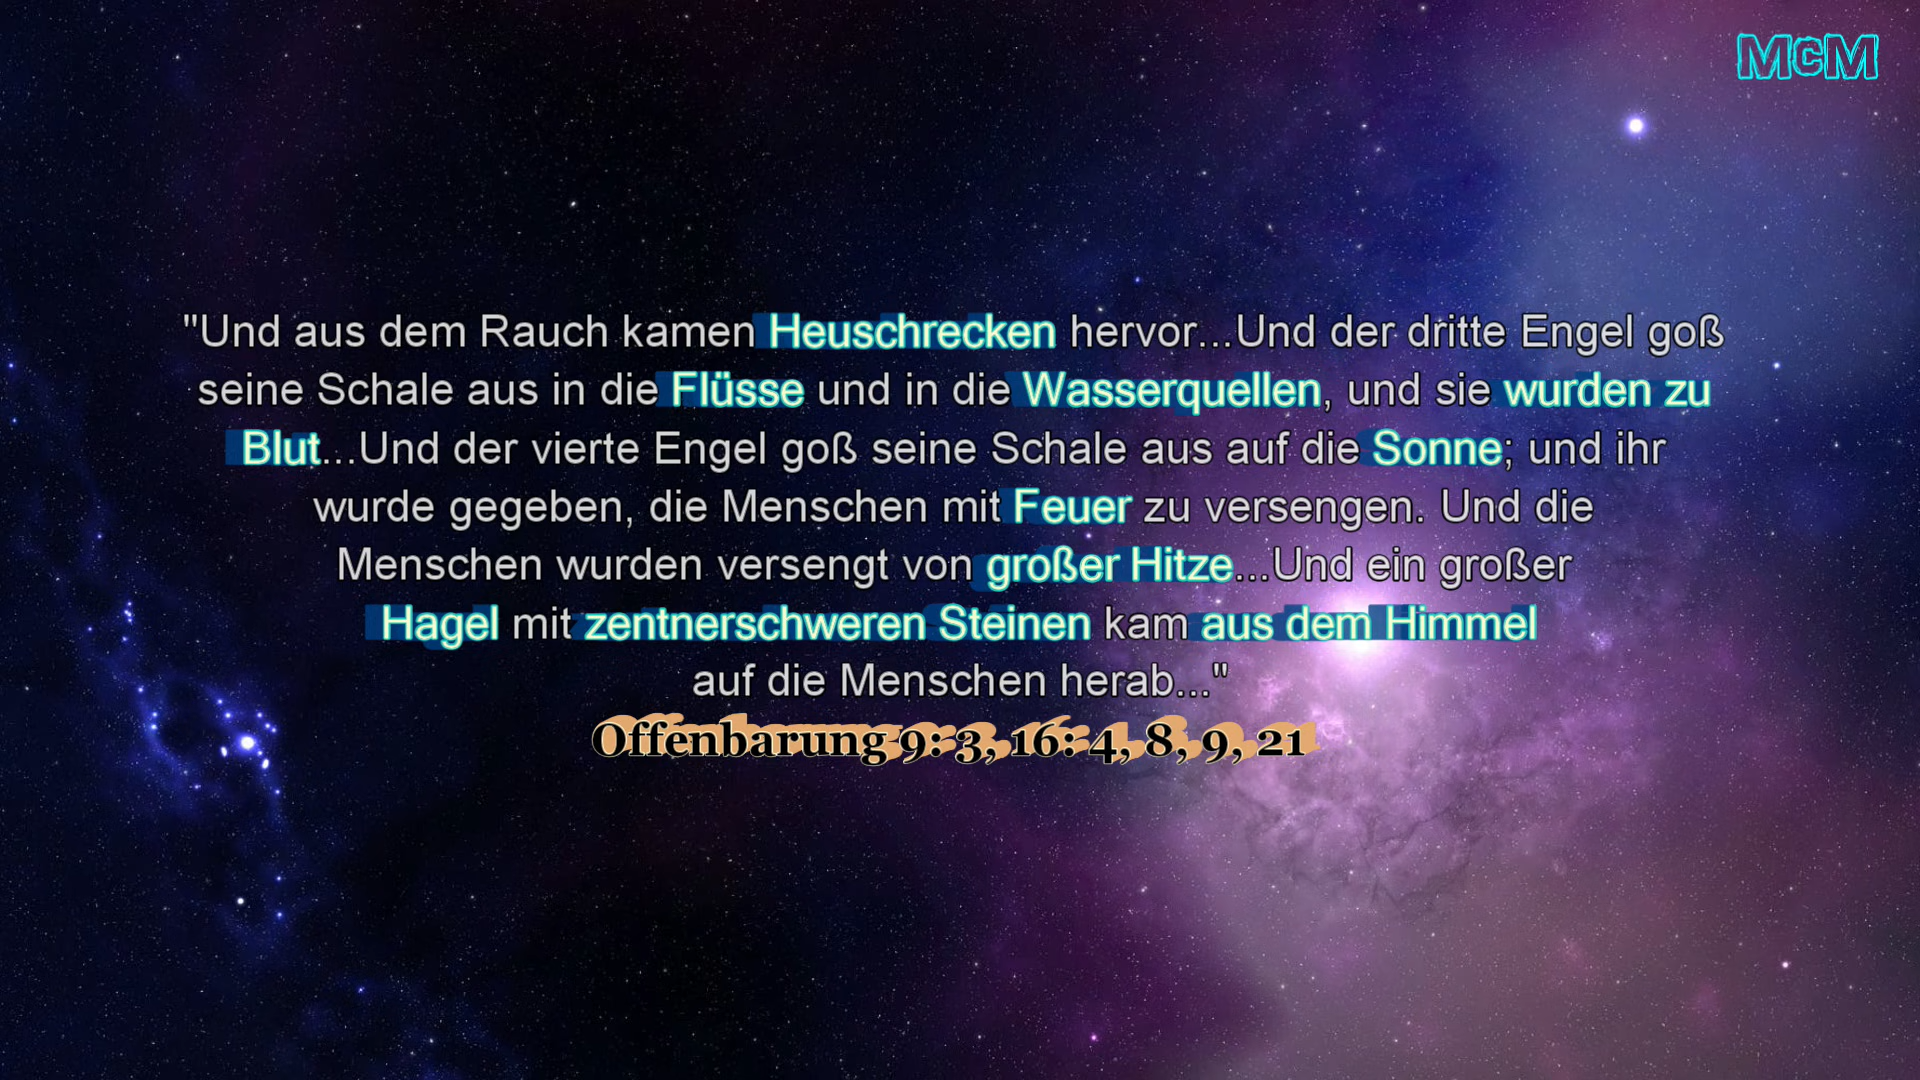 McM
"Und aus dem Rauch kamen Heuschrecken hervor...Und der dritte Engel goß
seine Schale aus in die Flüsse und in die Wasserquellen, und sie wurden zu
Blut...Und der vierte Engel goß seine Schale aus auf die Sonne; und ihr
wurde gegeben, die Menschen mit Feuer zu versengen. Und die
Menschen wurden versengt von großer Hitze...Und ein großer
Hagel mit zentnerschweren Steinen kam aus dem Himmel
auf die Menschen herab..."
Offenbarung 9: 3, 16: 4, 8, 9, 21